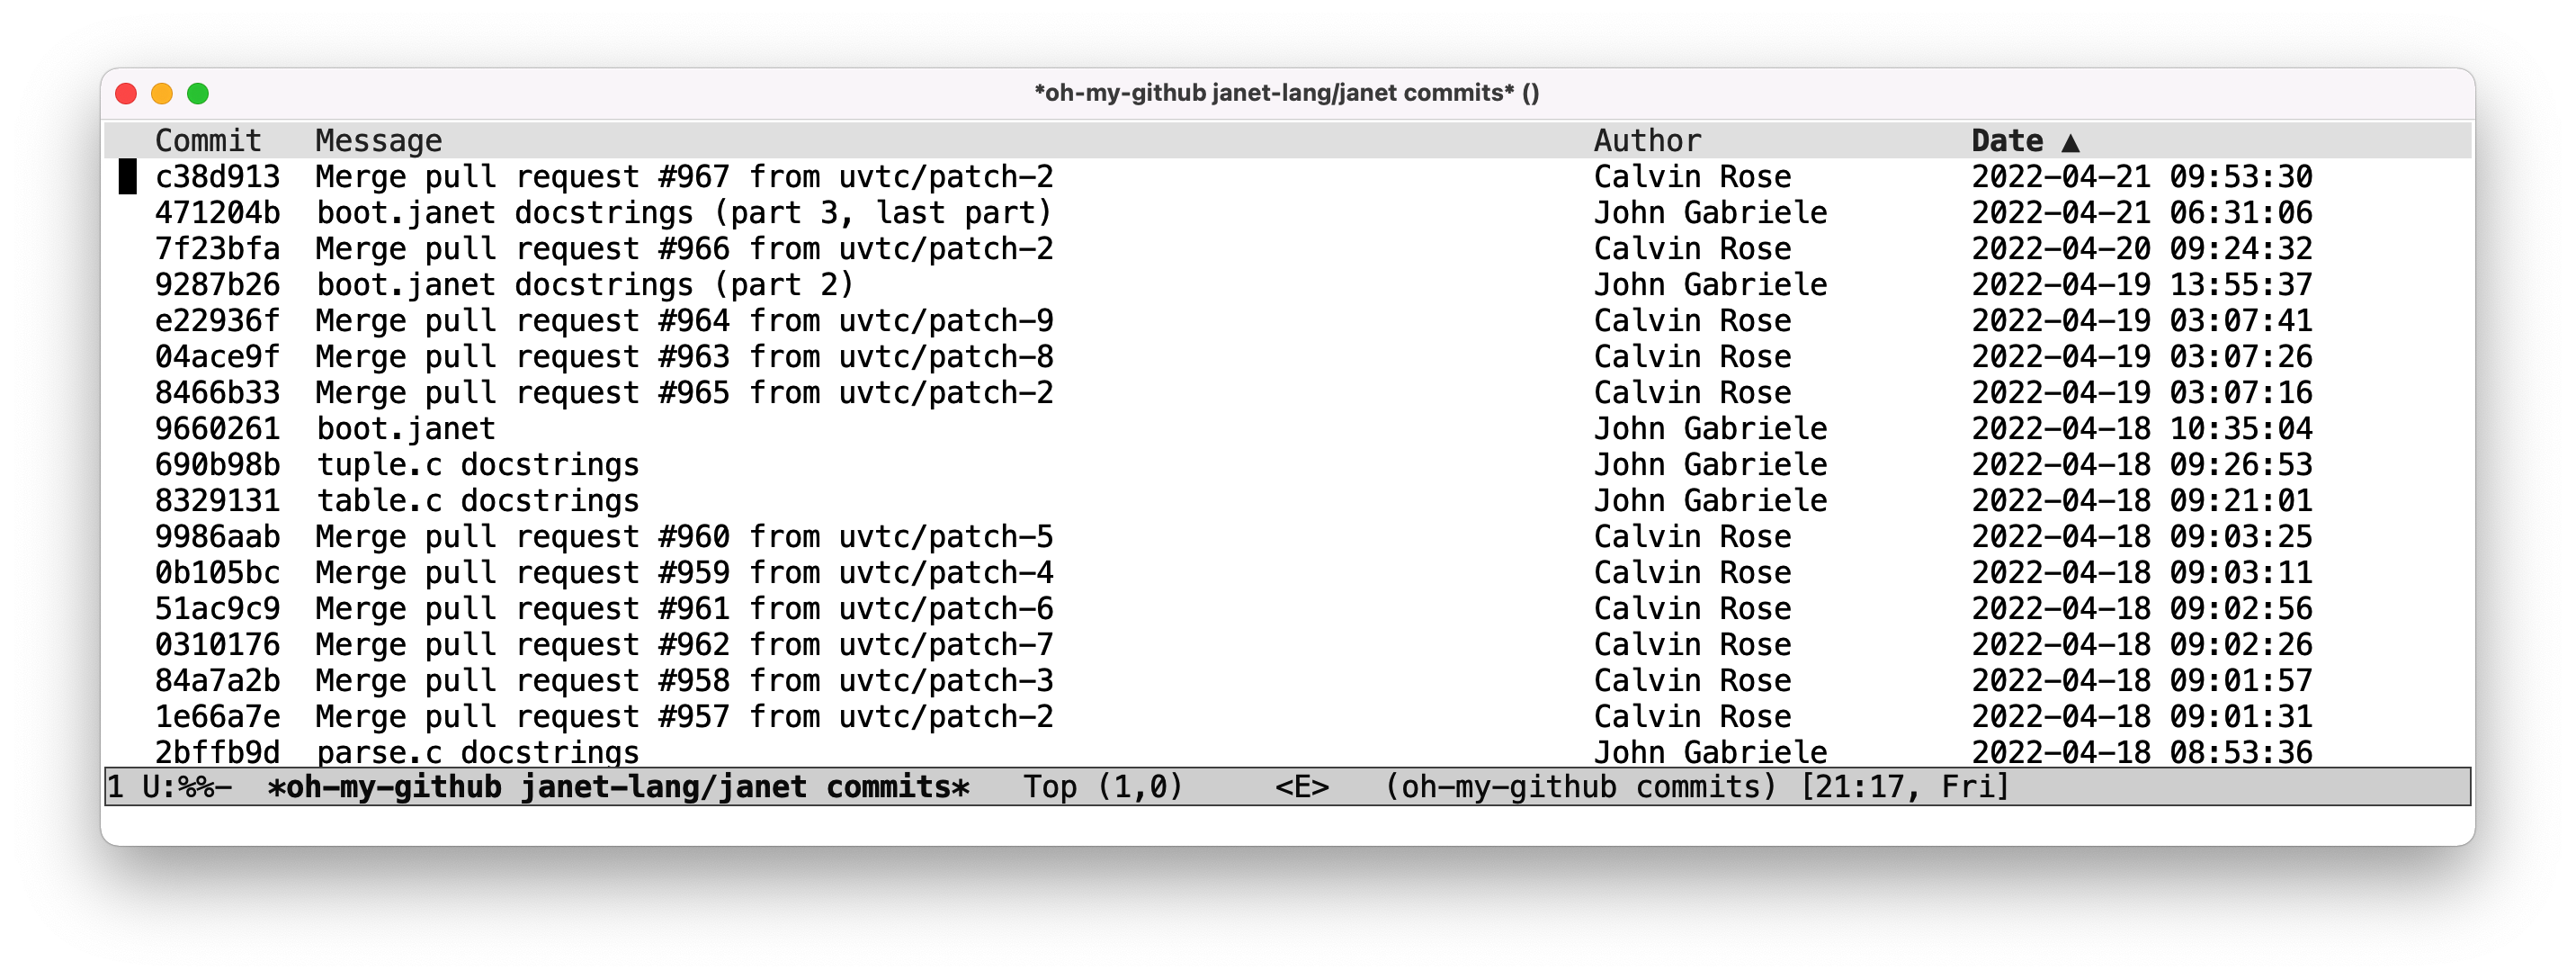 *oh-my-github janet-lang/janet commits* ()
Commit Message Author Date ▲
c38d913 Merge pull request #967 from uvtc/patch-2 Calvin Rose 2022-04-21 09:53:30
471204b boot.janet docstrings (part 3, last part) John Gabriele 2022-04-21 06:31:06
7f23bfa Merge pull request #966 from uvtc/patch-2 Calvin Rose 2022-04-20 09:24:32
9287b26 boot.janet docstrings (part 2) John Gabriele 2022-04-19 13:55:37
e22936f Merge pull request #964 from uvtc/patch-9 Calvin Rose 2022-04-19 03:07:41
04ace9f Merge pull request #963 from uvtc/patch-8 Calvin Rose 2022-04-19 03:07:26
8466b33 Merge pull request #965 from uvtc/patch-2 Calvin Rose 2022-04-19 03:07:16
9660261 boot.janet John Gabriele 2022-04-18 10:35:04
690b98b tuple.c docstrings John Gabriele 2022-04-18 09:26:53
8329131 table.c docstrings John Gabriele 2022-04-18 09:21:01
9986aab Merge pull request #960 from uvtc/patch-5 Calvin Rose 2022-04-18 09:03:25
0b105bc Merge pull request #959 from uvtc/patch-4 Calvin Rose 2022-04-18 09:03:11
51ac9c9 Merge pull request #961 from uvtc/patch-6 Calvin Rose 2022-04-18 09:02:56
0310176 Merge pull request #962 from uvtc/patch-7 Calvin Rose 2022-04-18 09:02:26
84a7a2b Merge pull request #958 from uvtc/patch-3 Calvin Rose 2022-04-18 09:01:57
1e66a7e Merge pull request #957 from uvtc/patch-2 Calvin Rose 2022-04-18 09:01:31
2bffb9d parse.c docstrings John Gabriele 2022-04-18 08:53:36
1 U:%%- *oh-my-github janet-lang/janet commits* Top (1,0) <E> (oh-my-github commits) [21:17, Fri]